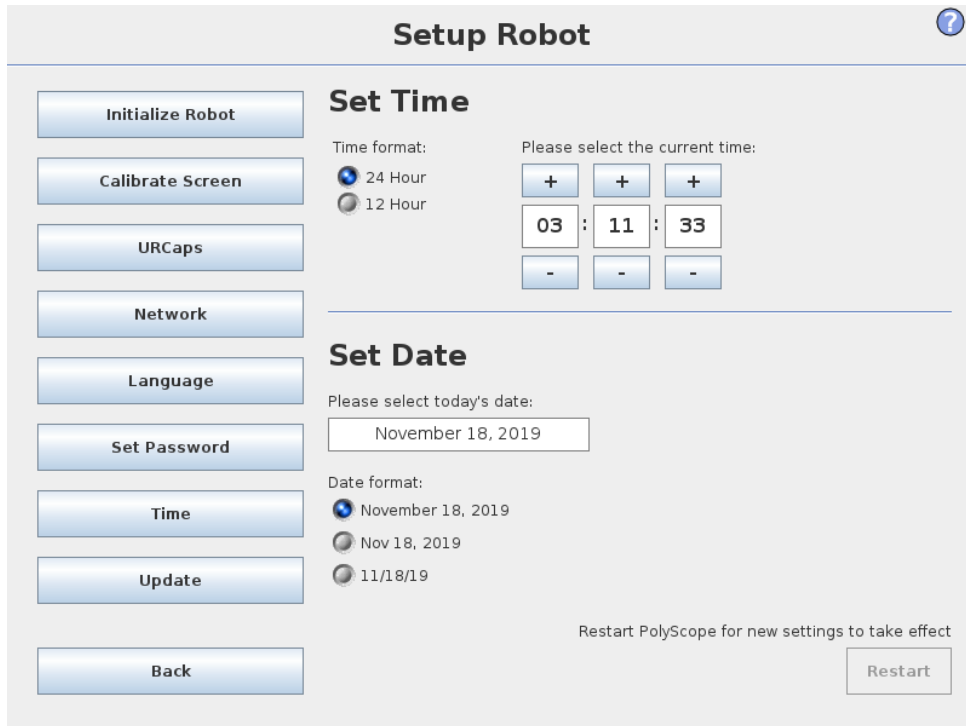 Setup Robot
?
Initialize Robot
Calibrate Screen
URCaps
Network
Language
Set Password
Time
Update
Back
Set Time
Time format:
24 Hour
12 Hour
Please select the current time:
+ + +
03 : 11 : 33
- - -
Set Date
Please select today's date:
November 18, 2019
Date format:
November 18, 2019
Nov 18, 2019
11/18/19
Restart PolyScope for new settings to take effect
Restart